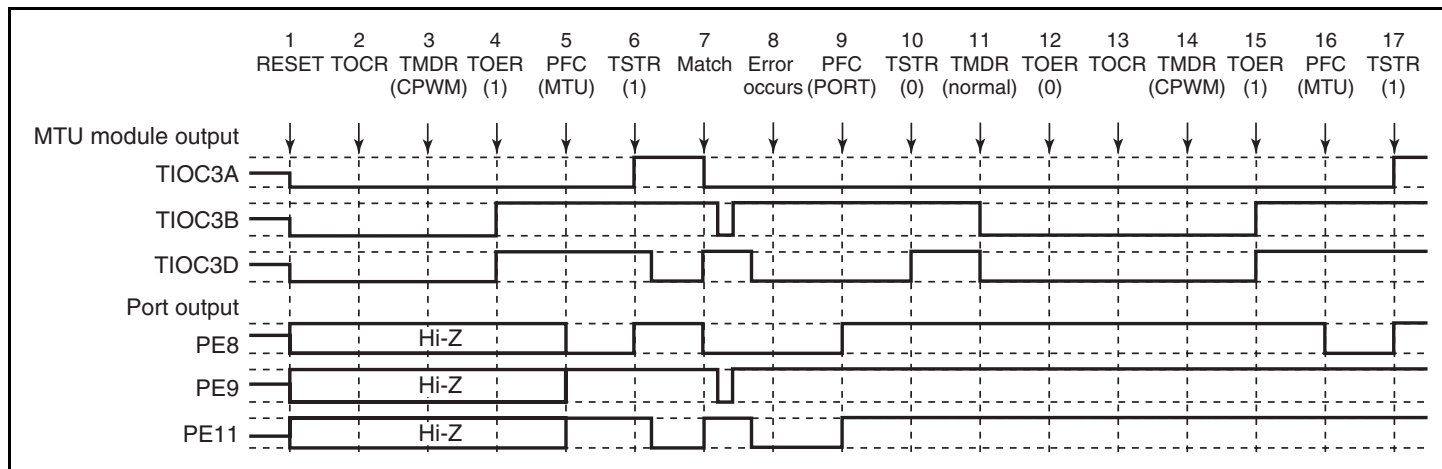 1 2 3 4 5 6 7 8 9 10 11 12 13 14 15 16 17
RESET TOCR TMDR TOER PFC TSTR Match Error PFC TSTR TMDR TOER TOCR TMDR TOER PFC TSTR
(CPWM) (1) (MTU) (1) occurs (PORT) (0) (normal) (0) (CPWM) (1) (MTU) (1)
MTU module output
TIOC3A
TIOC3B
TIOC3D
Port output
PE8 Hi-Z
PE9 Hi-Z
PE11 Hi-Z